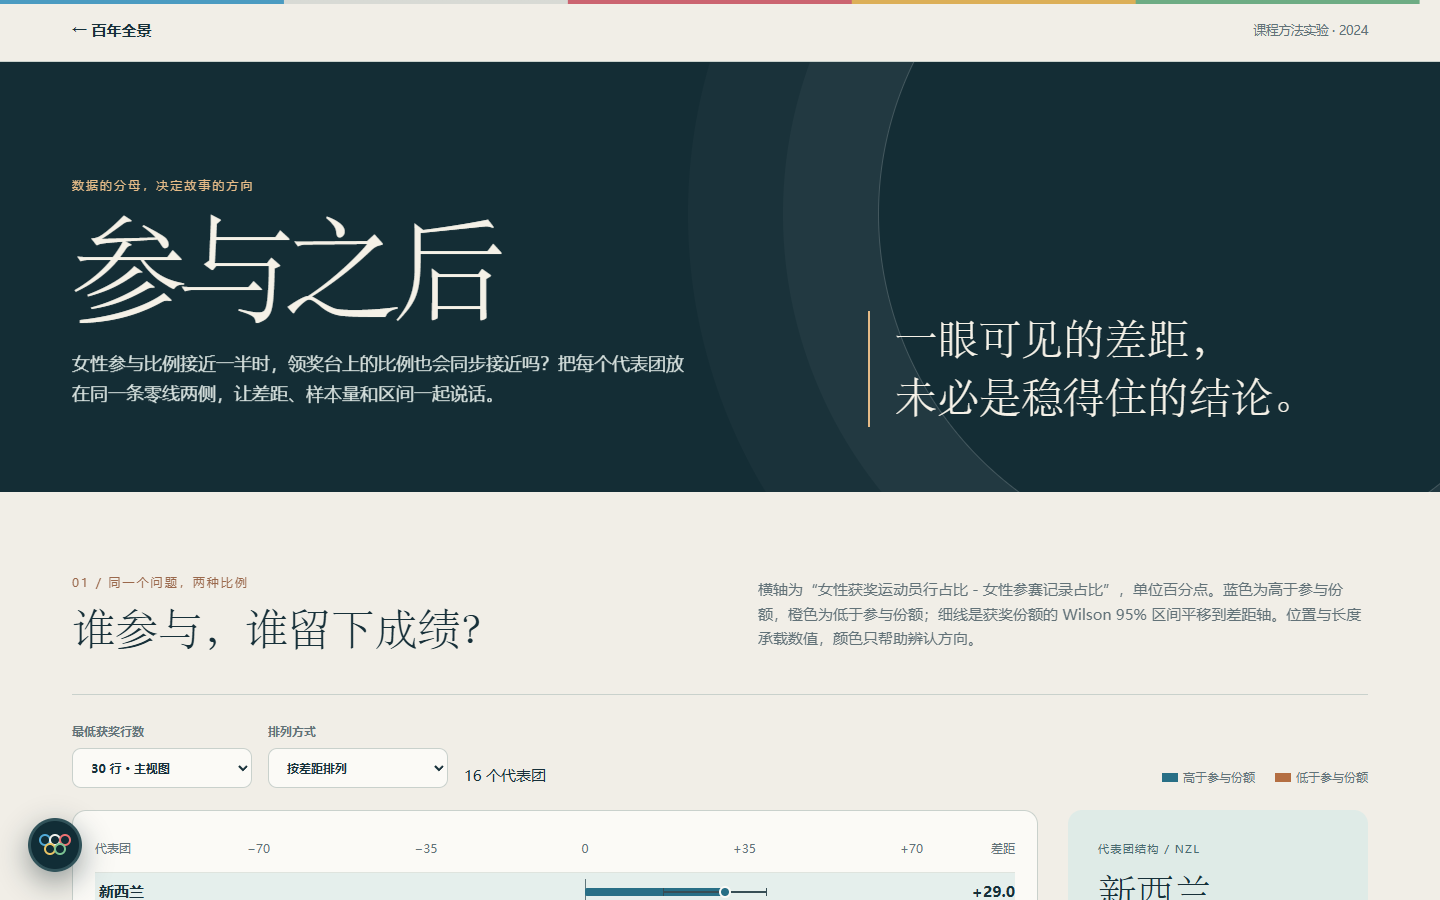 ← 百年全景
课程方法实验 · 2024
数据的分母，决定故事的方向
参与之后
女性参与比例接近一半时，领奖台上的比例也会同步接近吗？把每个代表团放
在同一条零线两侧，让差距、样本量和区间一起说话。
一眼可见的差距，
未必是稳得住的结论。
01 / 同一个问题，两种比例
谁参与，谁留下成绩？
横轴为“女性获奖运动员行占比 - 女性参赛记录占比”，单位百分点。蓝色为高于参与份
额，橙色为低于参与份额；细线是获奖份额的 Wilson 95% 区间平移到差距轴。位置与长度
承载数值，颜色只帮助辨认方向。
最低获奖行数
排列方式
30 行 · 主视图
按差距排列
16 个代表团
高于参与份额
低于参与份额
代表团
−70
−35
0
+35
+70
差距
新西兰
+29.0
代表团结构 / NZL
新西兰